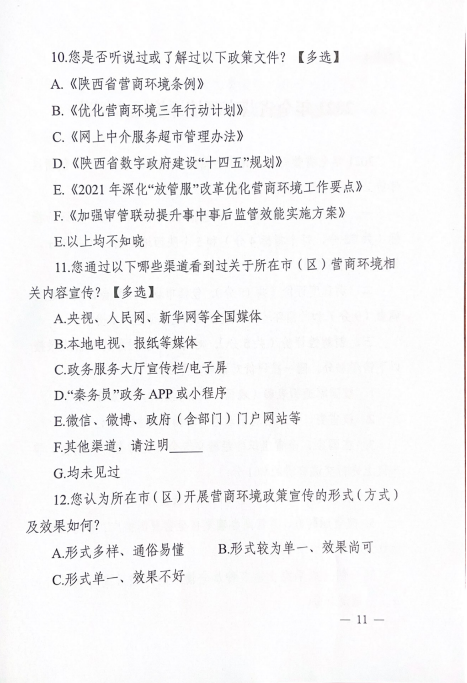 10.您是否听说过或了解过以下政策文件？【多选】
A.《陕西省营商环境条例》
B.《优化营商环境三年行动计划》
C.《网上中介服务超市管理办法》
D.《陕西省数字政府建设“十四五”规划》
E.《2021 年深化“放管服”改革优化营商环境工作要点》
F.《加强审管联动提升事中事后监管效能实施方案》
E.以上均不知晓
11.您通过以下哪些渠道看到过关于所在市（区）营商环境相
关内容宣传？【多选】
A.央视、人民网、新华网等全国媒体
B.本地电视、报纸等媒体
C.政务服务大厅宣传栏/电子屏
D.“秦务员”政务 APP 或小程序
E.微信、微博、政府（含部门）门户网站等
F.其他渠道，请注明_____
G.均未见过
12.您认为所在市（区）开展营商环境政策宣传的形式（方式）
及效果如何？
A.形式多样、通俗易懂 B.形式较为单一、效果尚可
C.形式单一、效果不好
— 11 —